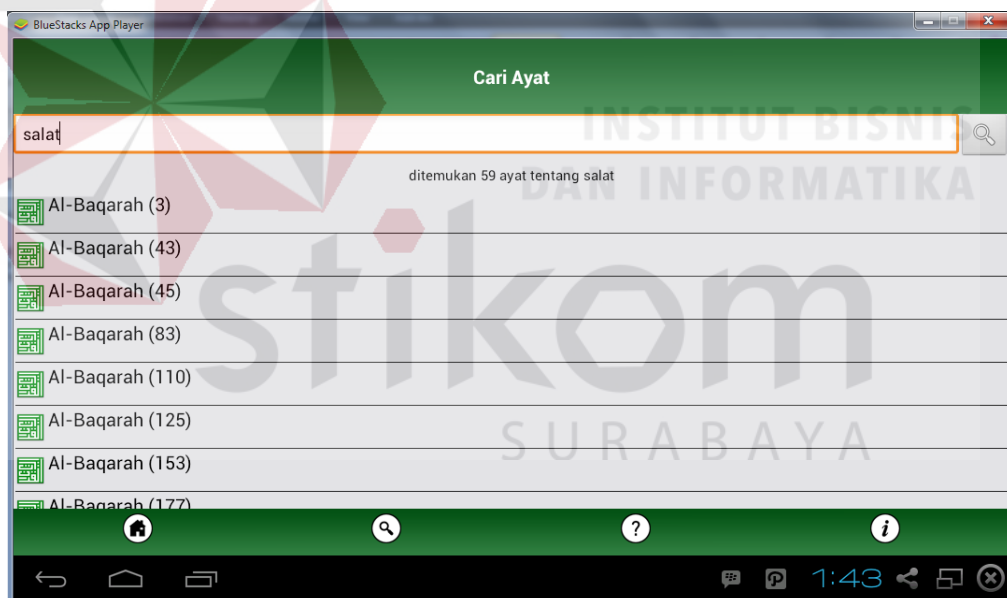 BlueStacks App Player
Cari Ayat
INSTITUT BISNIS
salat
DAN INFORMATIKA
ditemukan 59 ayat tentang salat
Al-Baqarah (3)
Al-Baqarah (43)
Al-Baqarah (45)
stikom
Al-Baqarah (83)
Al-Baqarah (110)
Al-Baqarah (125)
SURABAYA
Al-Baqarah (153)
Al-Baqarah (177)
?
i
1:43